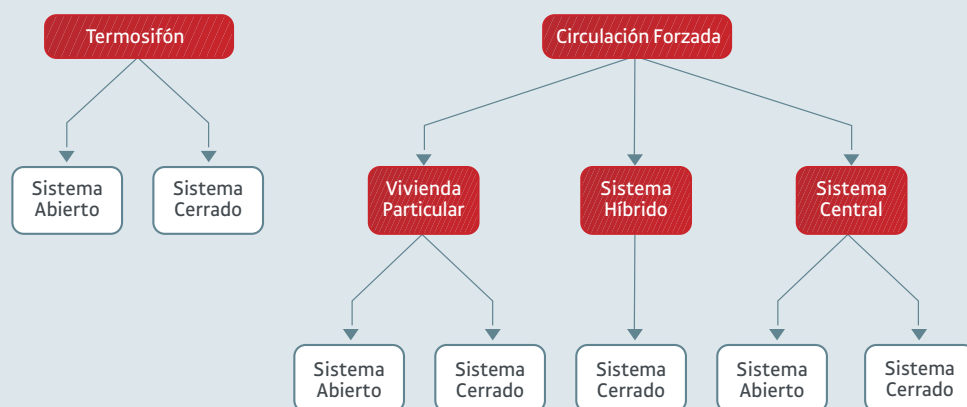 Termosifón
Circulación Forzada
Sistema
Abierto
Sistema
Cerrado
Vivienda
Particular
Sistema
Híbrido
Sistema
Central
Sistema
Abierto
Sistema
Cerrado
Sistema
Cerrado
Sistema
Abierto
Sistema
Cerrado